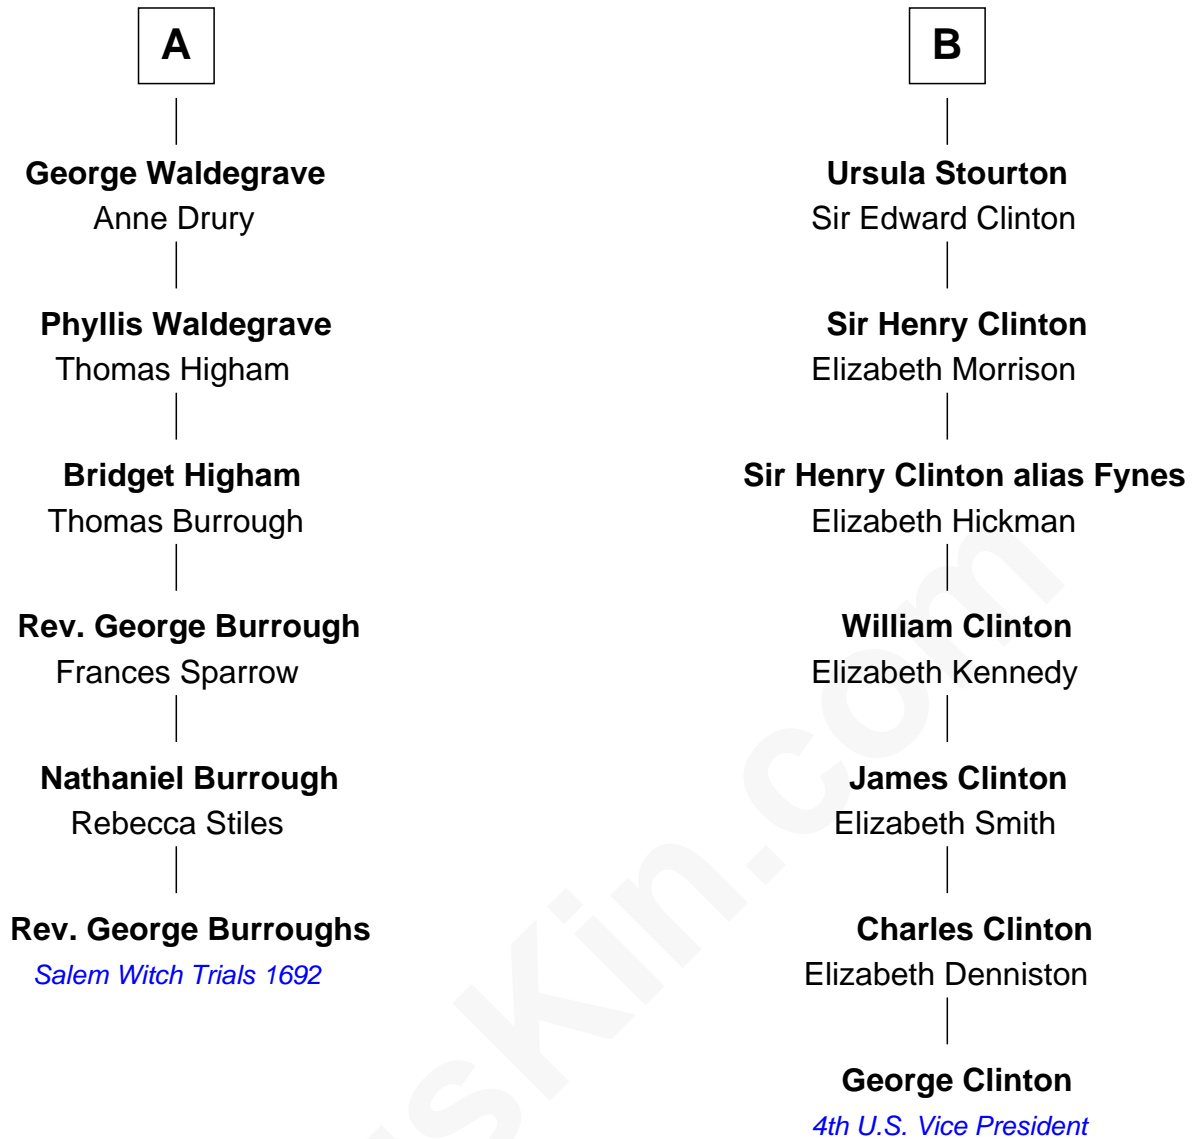 A
George Waldegrave
Anne Drury
Phyllis Waldegrave
Thomas Higham
Bridget Higham
Thomas Burrough
Rev. George Burrough
Frances Sparrow
Nathaniel Burrough
Rebecca Stiles
Rev. George Burroughs
Salem Witch Trials 1692
B
Ursula Stourton
Sir Edward Clinton
Sir Henry Clinton
Elizabeth Morrison
Sir Henry Clinton alias Fynes
Elizabeth Hickman
William Clinton
Elizabeth Kennedy
James Clinton
Elizabeth Smith
Charles Clinton
Elizabeth Denniston
George Clinton
4th U.S. Vice President
sKin.com